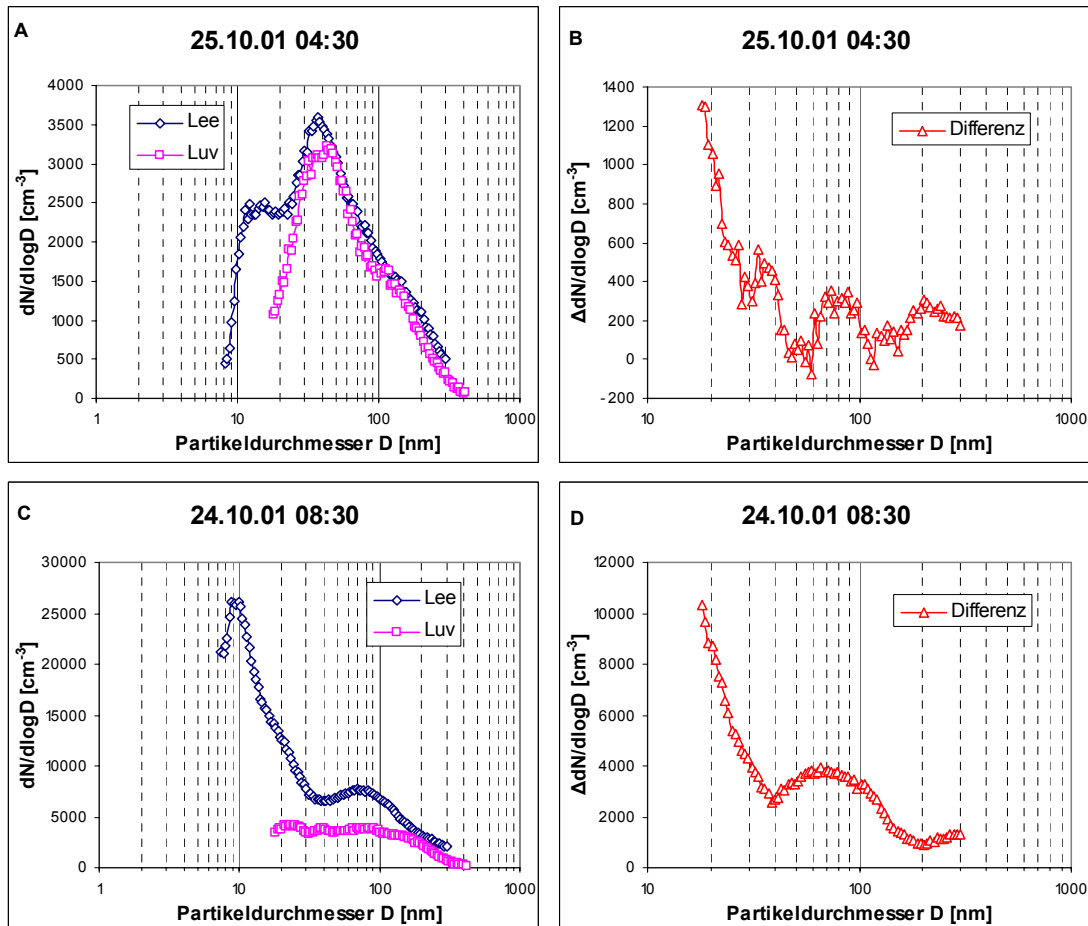 A
25.10.01 04:30
dN/dlogD [cm-3]
4000
3500
3000
2500
2000
1500
1000
500
0
Lee
Luv
1 10 100 1000
Partikeldurchmesser D [nm]
B
25.10.01 04:30
ΔdN/dlogD [cm-3]
1400
1200
1000
800
600
400
200
0
-200
Differenz
10 100 1000
Partikeldurchmesser D [nm]
C
24.10.01 08:30
dN/dlogD [cm-3]
30000
25000
20000
15000
10000
5000
0
Lee
Luv
1 10 100 1000
Partikeldurchmesser D [nm]
D
24.10.01 08:30
ΔdN/dlogD [cm-3]
12000
10000
8000
6000
4000
2000
0
Differenz
10 100 1000
Partikeldurchmesser D [nm]